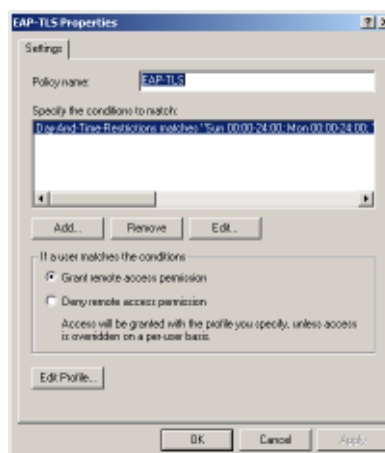 EAP-TLS Properties
Settings
Policy name: EAP-TLS
Specify the conditions to match:
Day-And-Time-Restrictions matches "Sun 00:00-24:00; Mon 00:00-24:00; T
Add... Remove Edit...
If a user matches the conditions
Grant remote access permission
Deny remote access permission
Access will be granted with the profile you specify, unless access
is overridden on a per-user basis.
Edit Profile...
OK Cancel Apply